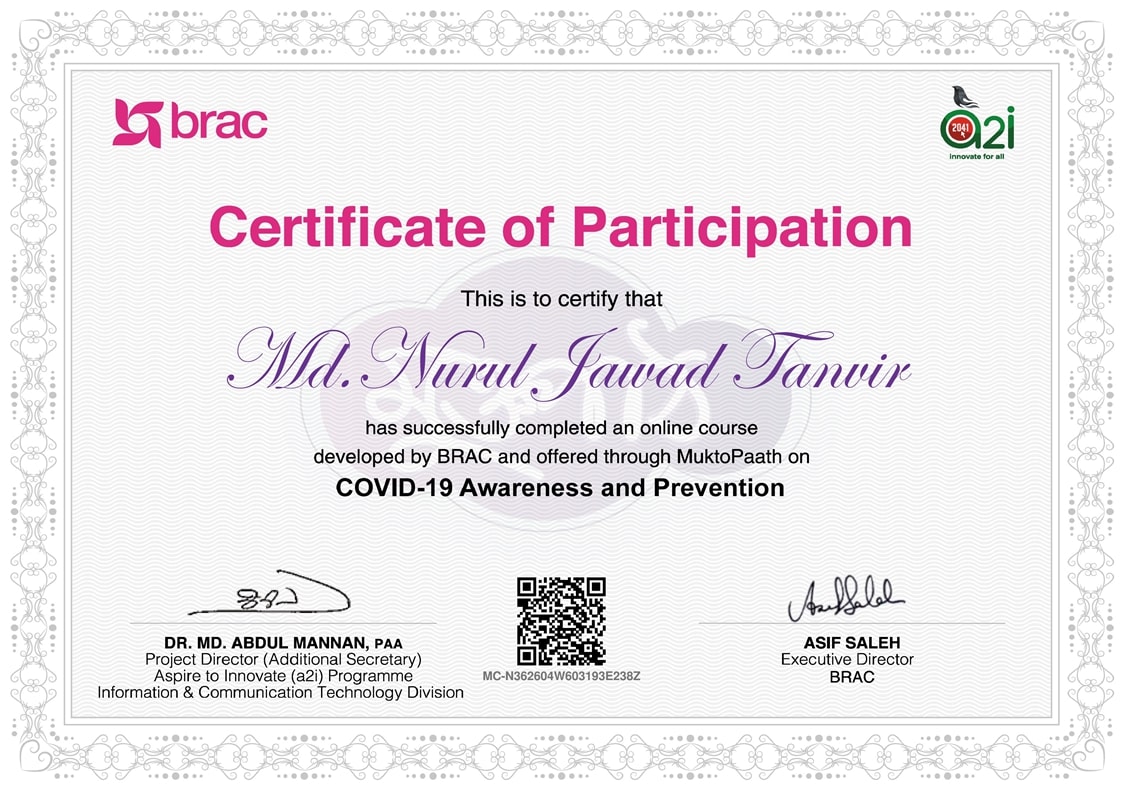 brac
2041
a2i
innovate for all
Certificate of Participation
This is to certify that
Md. Nurul Jawad Tanvir
has successfully completed an online course
developed by BRAC and offered through MuktoPaath on
COVID-19 Awareness and Prevention
DR. MD. ABDUL MANNAN, PAA
Project Director (Additional Secretary)
Aspire to Innovate (a2i) Programme
Information & Communication Technology Division
MC-N362604W603193E238Z
Asif Saleh
ASIF SALEH
Executive Director
BRAC